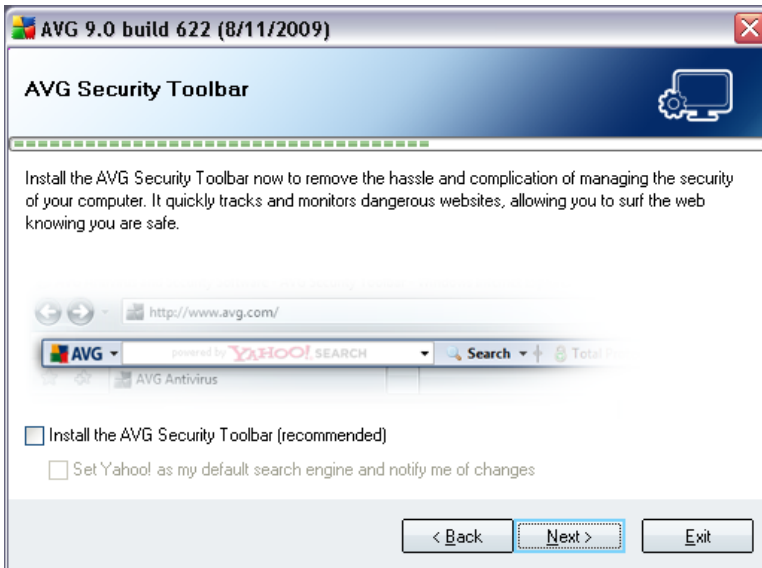 AVG 9.0 build 622 (8/11/2009)
AVG Security Toolbar
Install the AVG Security Toolbar now to remove the hassle and complication of managing the security
of your computer. It quickly tracks and monitors dangerous websites, allowing you to surf the web
knowing you are safe.
http://www.avg.com/
AVG powered by YAHOO! SEARCH Search Total
AVG Antivirus
Install the AVG Security Toolbar (recommended)
Set Yahoo! as my default search engine and notify me of changes
< Back Next > Exit